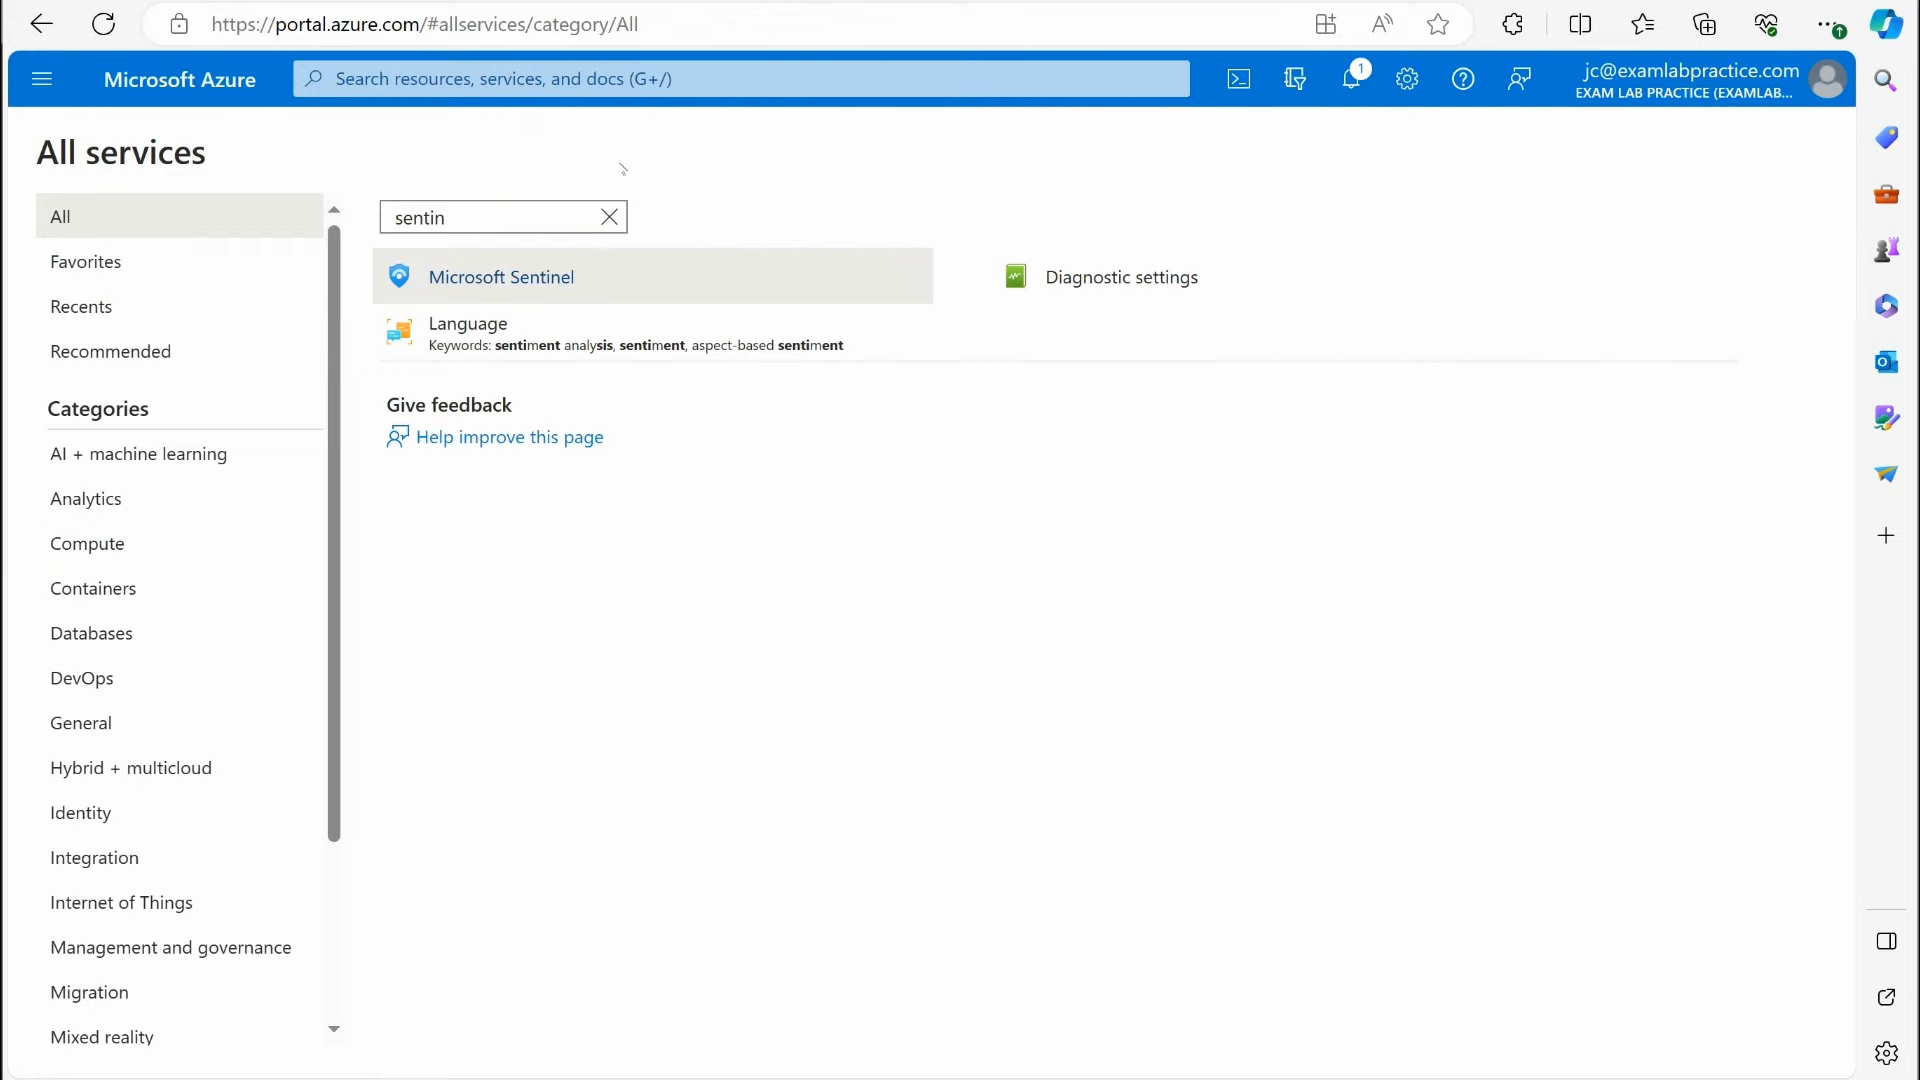 https://portal.azure.com/#allservices/category/All
Microsoft Azure
Search resources, services, and docs (G+/)
1
jc@examlabpractice.com
EXAM LAB PRACTICE (EXAMLAB...
All services
All
Favorites
Recents
Recommended
Categories
AI + machine learning
Analytics
Compute
Containers
Databases
DevOps
General
Hybrid + multicloud
Identity
Integration
Internet of Things
Management and governance
Migration
Mixed reality
sentin
Microsoft Sentinel
Diagnostic settings
Language
Keywords: sentiment analysis, sentiment, aspect-based sentiment
Give feedback
Help improve this page